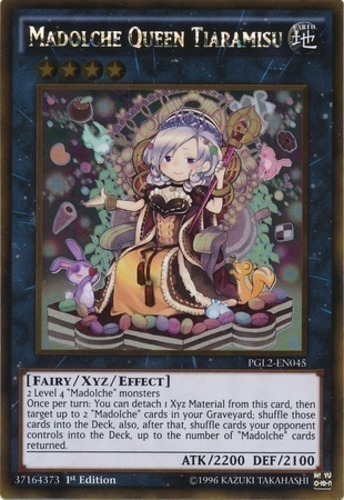 MADOLCHE QUEEN TIARAMISU
EARTH
地
PGL2-EN045
[FAIRY/XYZ/EFFECT]
2 Level 4 "Madolche" monsters
Once per turn: You can detach 1 Xyz Material from this card, then
target up to 2 "Madolche" cards in your Graveyard; shuffle those
cards into the Deck, also, after that, shuffle cards your opponent
controls into the Deck, up to the number of "Madolche" cards
returned.
ATK/2200 DEF/2100
37164373 1st Edition ©1996 KAZUKI TAKAHASHI